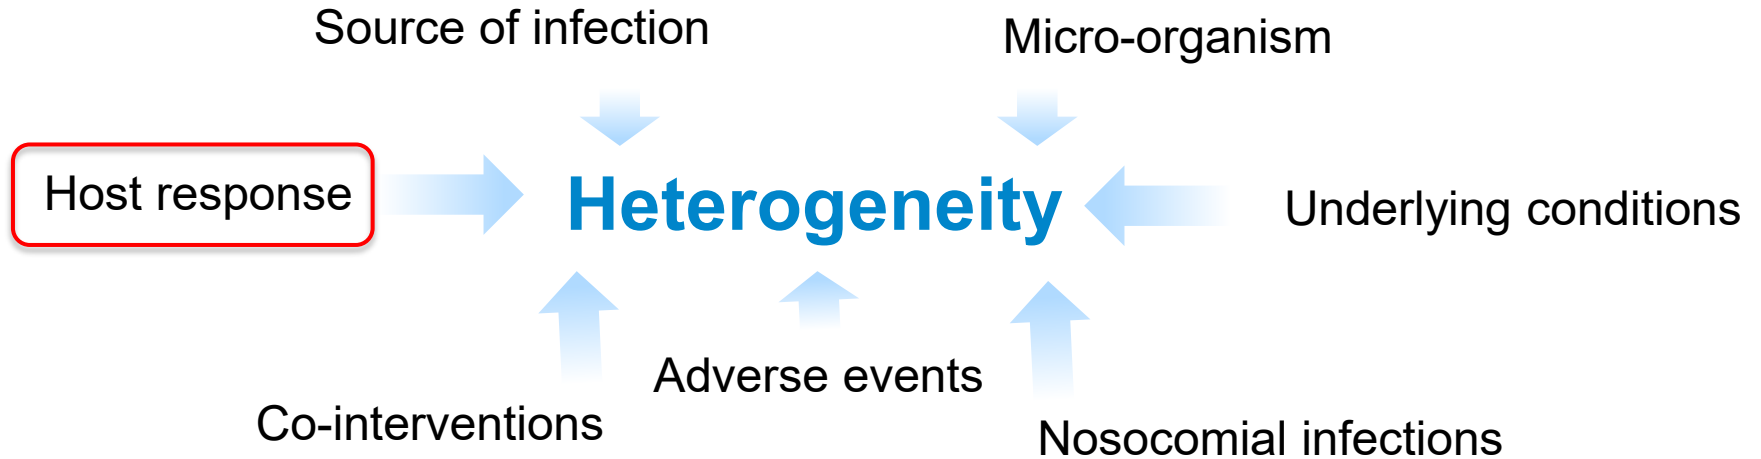 Source of infection
Micro-organism
Host response
Heterogeneity
Underlying conditions
Adverse events
Co-interventions
Nosocomial infections